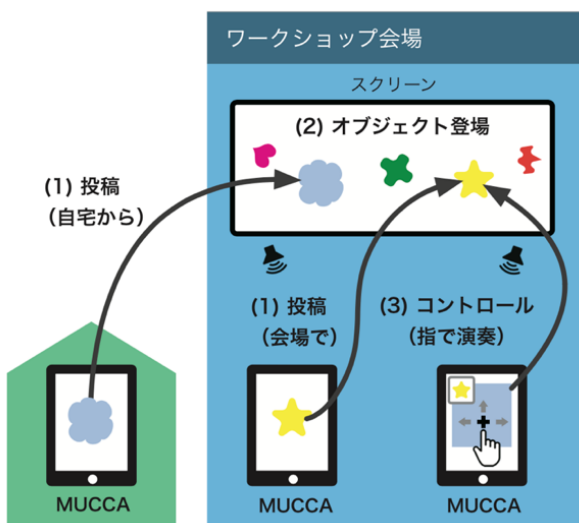 ワークショップ会場
スクリーン
(2) オブジェクト登場
(1) 投稿
（自宅から）
(1) 投稿
（会場で）
(3) コントロール
（指で演奏）
MUCCA
MUCCA
MUCCA